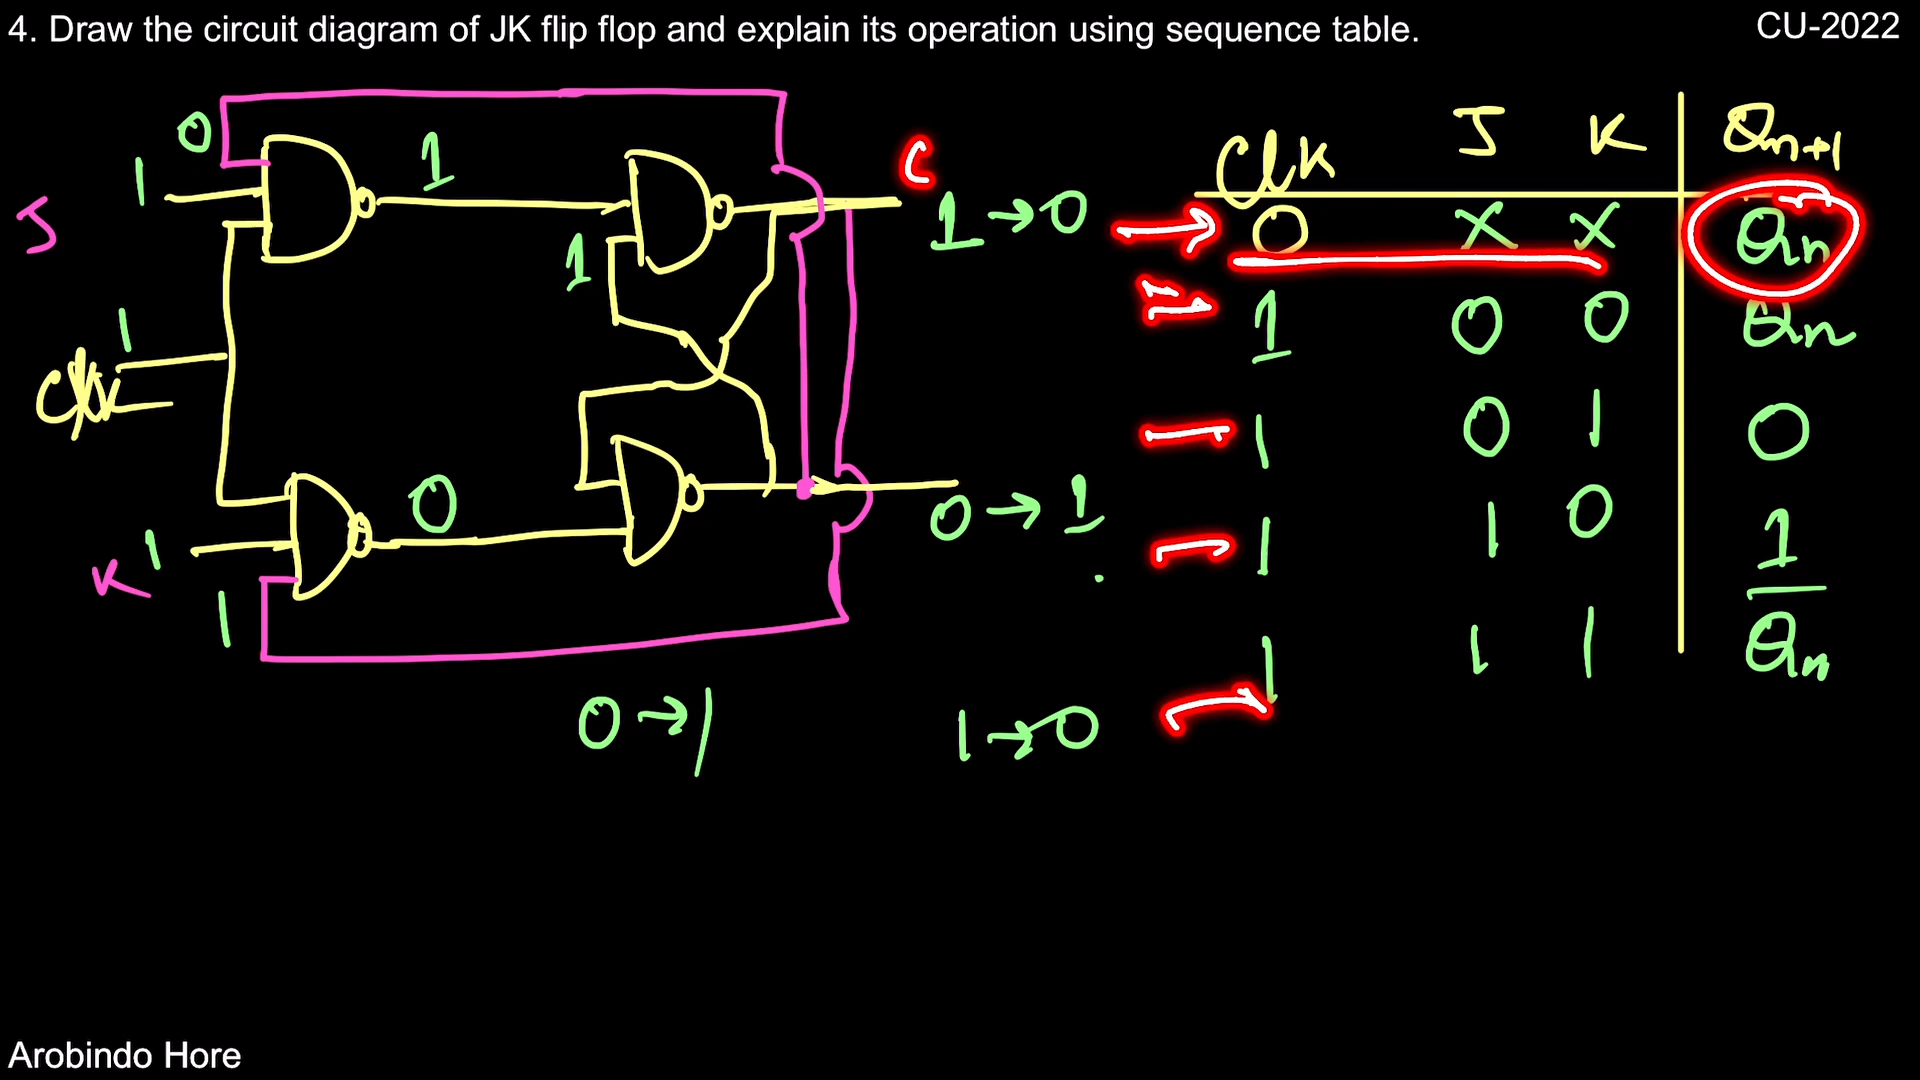 4. Draw the circuit diagram of JK flip flop and explain its operation using sequence table.
CU-2022
0
1
J
1
1
1 → 0
1
Clk
K
1
1
0
0 → 1
0 → 1
1 → 0
Clk J K Qn+1
0 X X Qn
1 0 0 Qn
1 0 1 0
1 1 0 1
1 1 1 Q̅n
Arobindo Hore